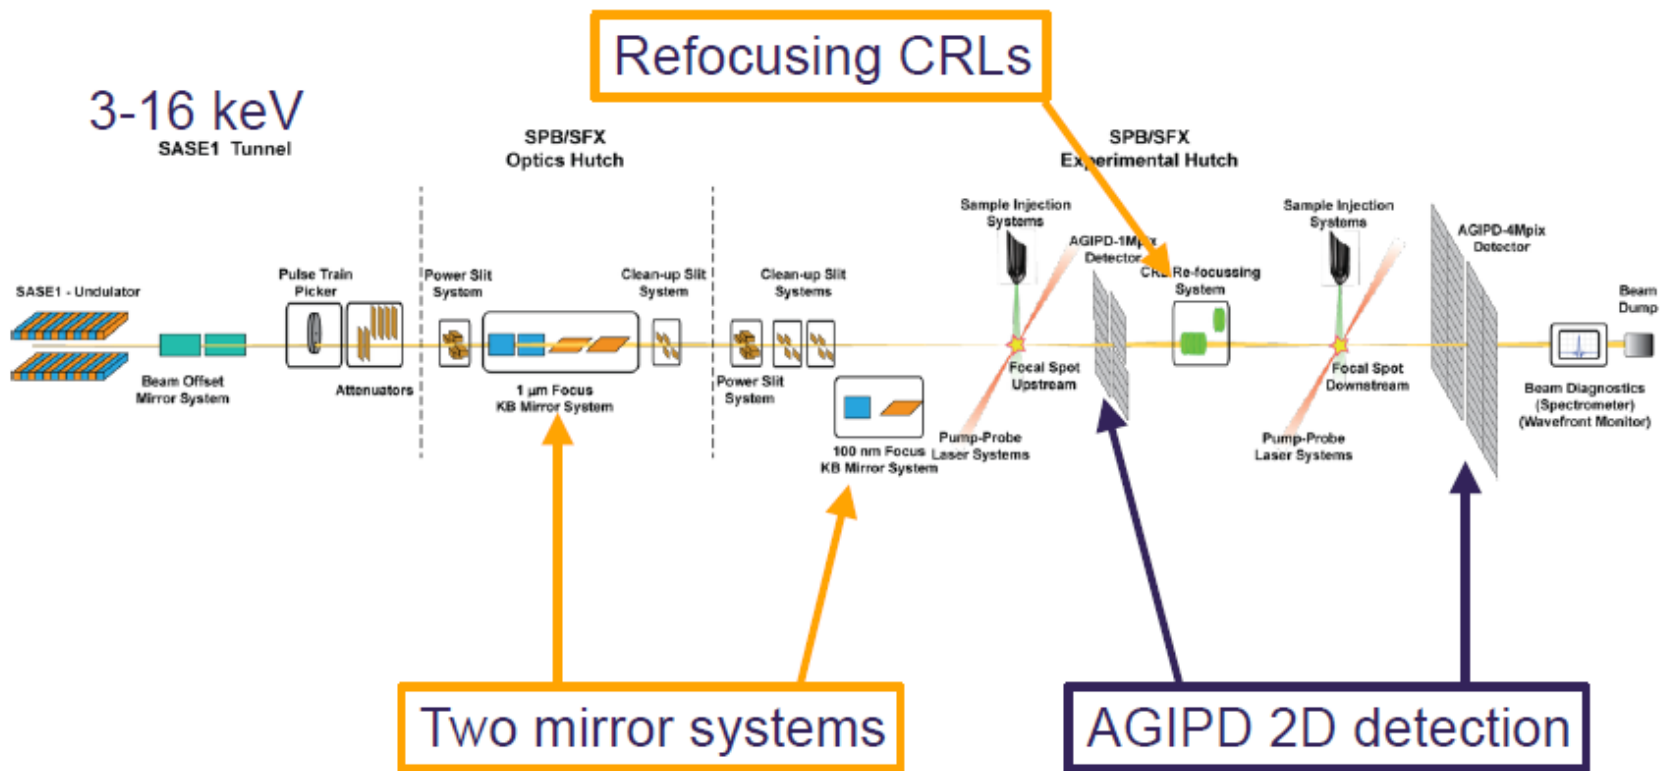 Refocusing CRLs
3-16 keV
SASE1 Tunnel
SPB/SFX
Optics Hutch
SPB/SFX
Experimental Hutch
SASE1 - Undulator
Beam Offset
Mirror System
Pulse Train
Picker
Attenuators
Power Slit
System
1 µm Focus
KB Mirror System
Clean-up Slit
System
Power Slit
System
Clean-up Slit
Systems
100 nm Focus
KB Mirror System
Sample Injection
Systems
Focal Spot
Upstream
Pump-Probe
Laser Systems
AGIPD-1Mpix
Detector
Re-focussing
System
Sample Injection
Systems
Focal Spot
Downstream
Pump-Probe
Laser Systems
AGIPD-4Mpix
Detector
Beam
Dump
Beam Diagnostics
(Spectrometer)
(Wavefront Monitor)
Two mirror systems
AGIPD 2D detection